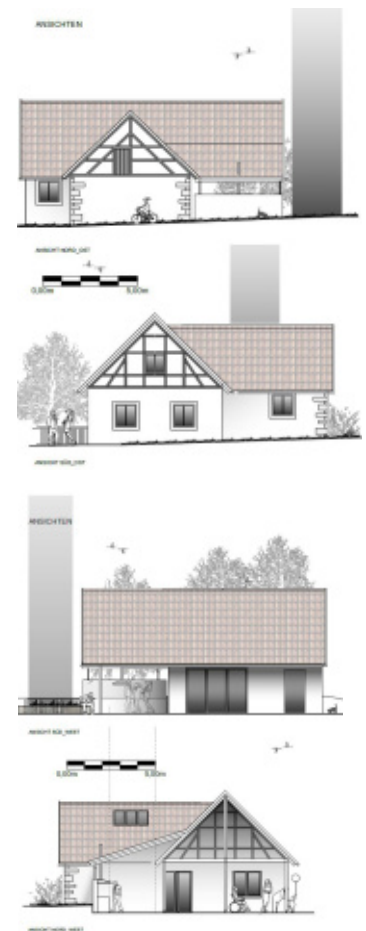 ANSICHTEN
ANSICHT NORD_OST
0,00m 5,00m
ANSICHT SÜD_OST
ANSICHTEN
ANSICHT SÜD_WEST
0,00m 5,00m
ANSICHT NORD_WEST